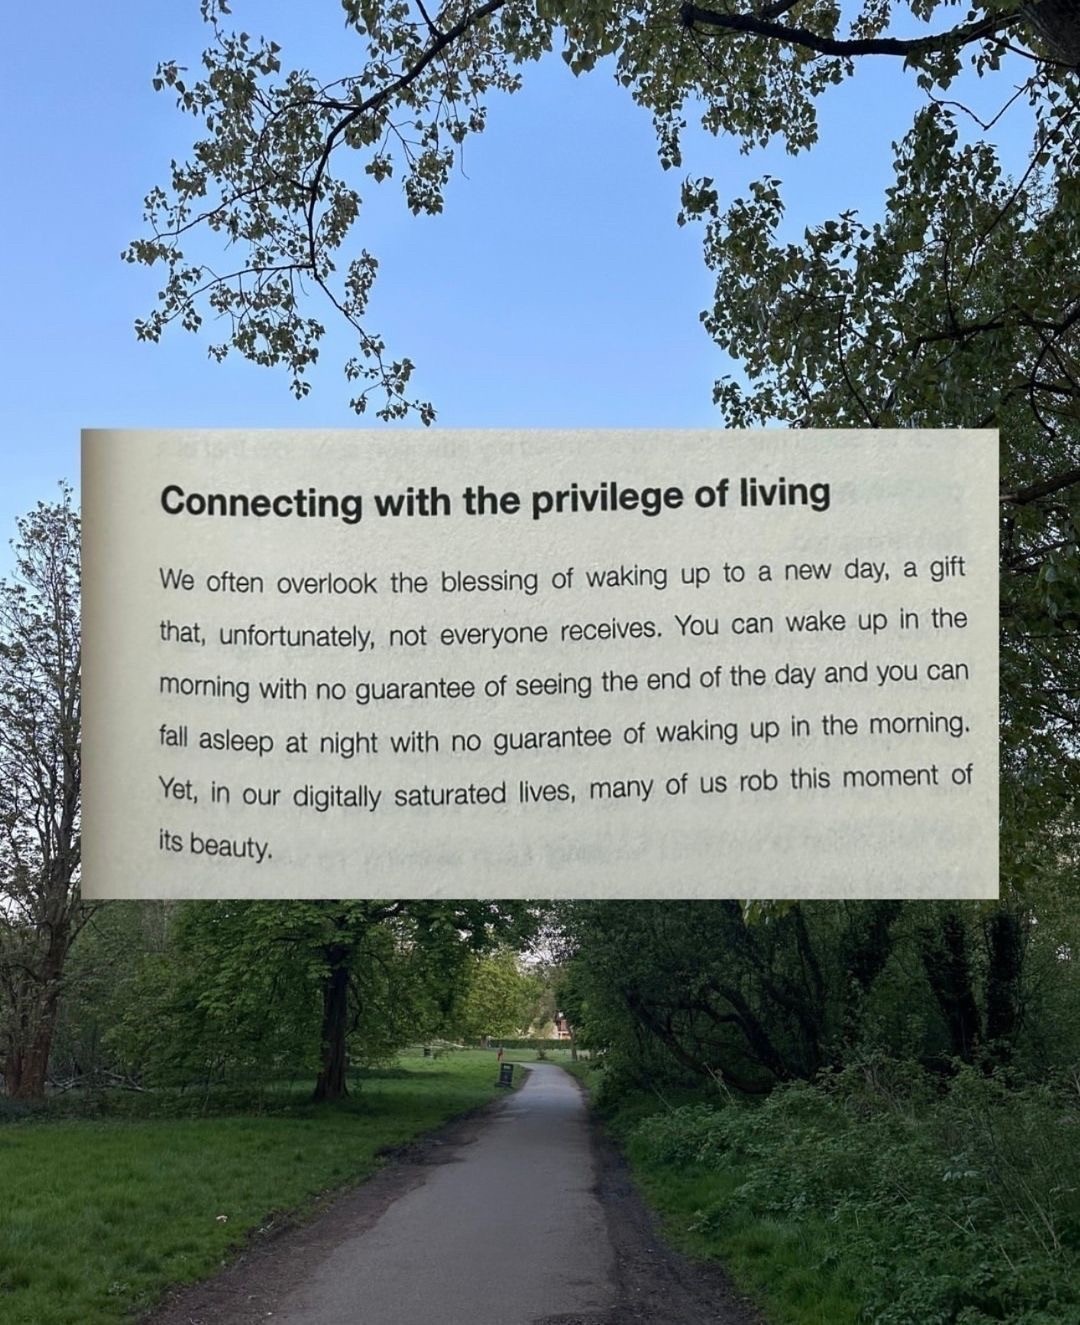 Connecting with the privilege of living
We often overlook the blessing of waking up to a new day, a gift
that, unfortunately, not everyone receives. You can wake up in the
morning with no guarantee of seeing the end of the day and you can
fall asleep at night with no guarantee of waking up in the morning.
Yet, in our digitally saturated lives, many of us rob this moment of
its beauty.